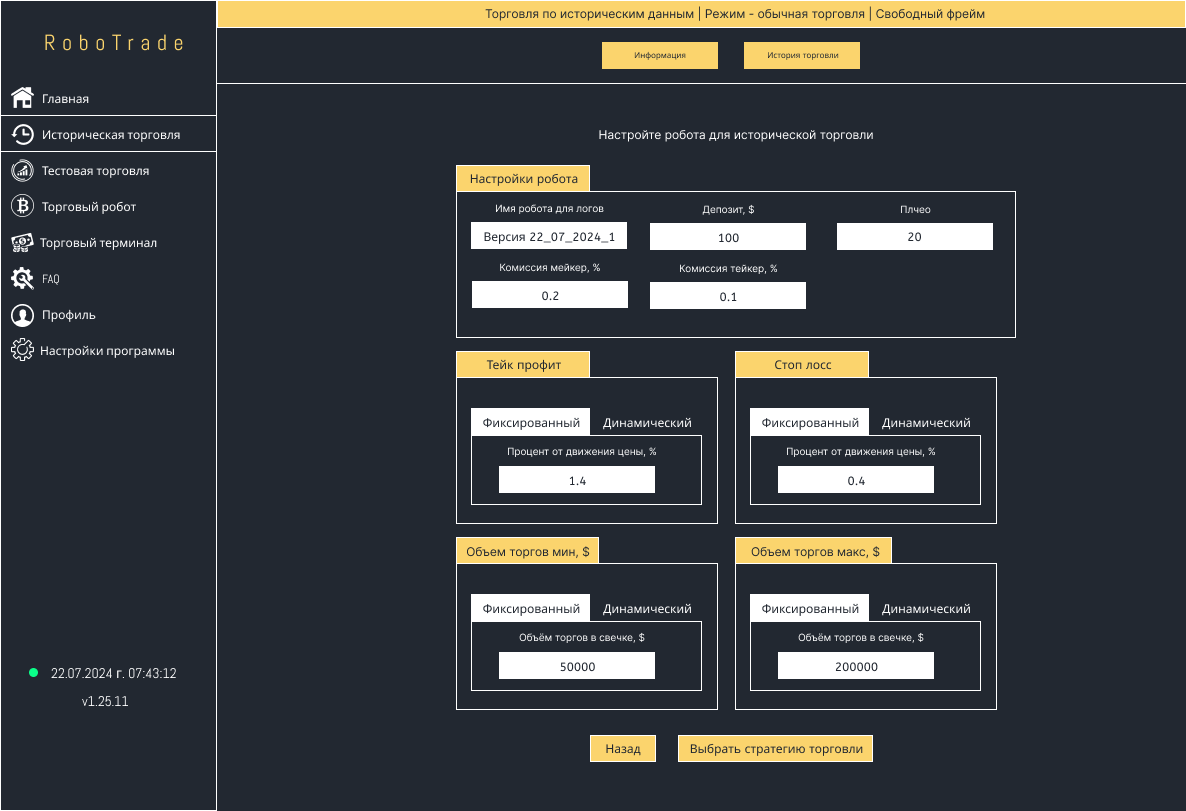 Торговля по историческим данным | Режим - обычная торговля | Свободный фрейм
RoboTrade
Информация
История торговли
Главная
Историческая торговля
Тестовая торговля
Торговый робот
Торговый терминал
FAQ
Профиль
Настройки программы
22.07.2024 г. 07:43:12
v1.25.11
Настройте робота для исторической торговли
Настройки робота
Имя робота для логов
Депозит, $
Плчео
Версия 22_07_2024_1
100
20
Комиссия мейкер, %
Комиссия тейкер, %
0.2
0.1
Тейк профит
Фиксированный
Динамический
Процент от движения цены, %
1.4
Стоп лосс
Фиксированный
Динамический
Процент от движения цены, %
0.4
Объем торгов мин, $
Фиксированный
Динамический
Объём торгов в свечке, $
50000
Объем торгов макс, $
Фиксированный
Динамический
Объём торгов в свечке, $
200000
Назад
Выбрать стратегию торговли